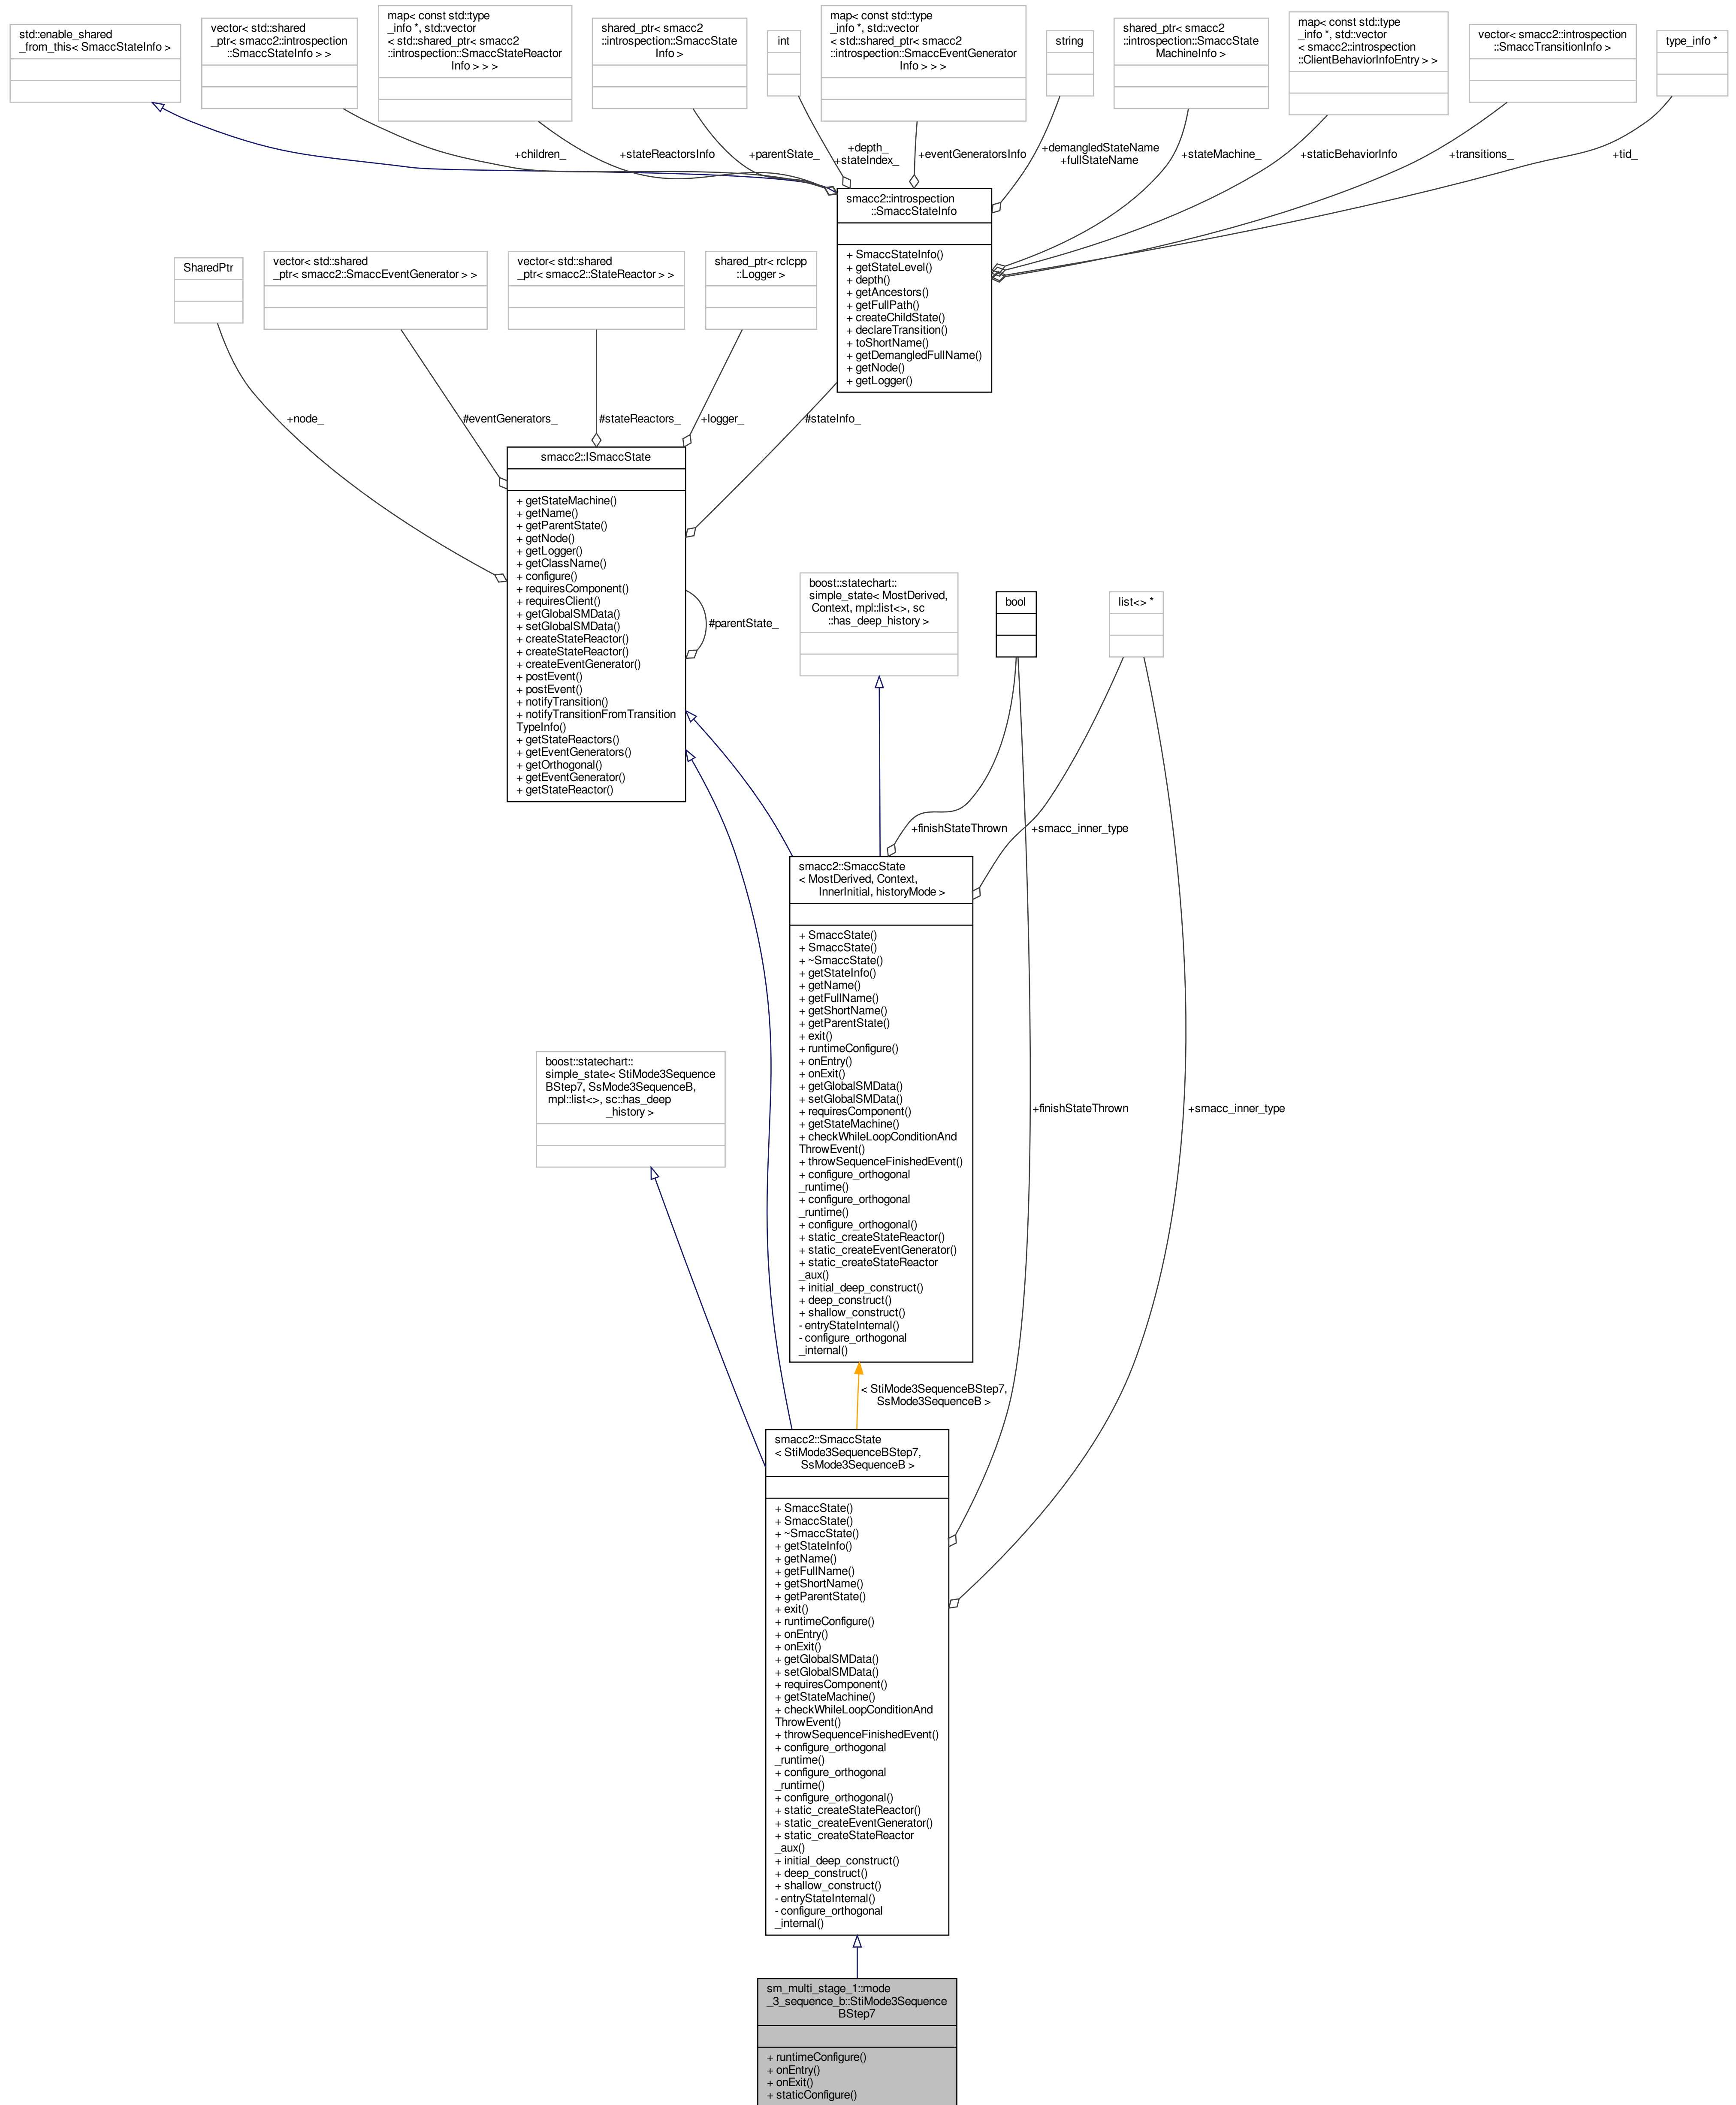 std::enable_shared
_from_this< SmaccStateInfo >
vector< std::shared
_ptr< smacc2::introspection
::SmaccStateInfo > >
map< const std::type
_info *, std::vector
< std::shared_ptr< smacc2
::introspection::SmaccStateReactor
Info > > >
shared_ptr< smacc2
::introspection::SmaccState
Info >
int
map< const std::type
_info *, std::vector
< std::shared_ptr< smacc2
::introspection::SmaccEventGenerator
Info > > >
string
shared_ptr< smacc2
::introspection::SmaccState
MachineInfo >
map< const std::type
_info *, std::vector
< smacc2::introspection
::ClientBehaviorInfoEntry > >
vector< smacc2::introspection
::SmaccTransitionInfo >
type_info *
+children_
+stateReactorsInfo
+parentState_
+depth_
+stateIndex_
+eventGeneratorsInfo
+demangledStateName
+fullStateName
+stateMachine_
+staticBehaviorInfo
+transitions_
+tid_
smacc2::introspection
::SmaccStateInfo
+ SmaccStateInfo()
+ getStateLevel()
+ depth()
+ getAncestors()
+ getFullPath()
+ createChildState()
+ declareTransition()
+ toShortName()
+ getDemangledFullName()
+ getNode()
+ getLogger()
SharedPtr
vector< std::shared
_ptr< smacc2::SmaccEventGenerator > >
vector< std::shared
_ptr< smacc2::StateReactor > >
shared_ptr< rclcpp
::Logger >
+node_
#eventGenerators_
#stateReactors_
+logger_
#stateInfo_
smacc2::ISmaccState
+ getStateMachine()
+ getName()
+ getParentState()
+ getNode()
+ getLogger()
+ getClassName()
+ configure()
+ requiresComponent()
+ requiresClient()
+ getGlobalSMData()
+ setGlobalSMData()
+ createStateReactor()
+ createStateReactor()
+ createEventGenerator()
+ postEvent()
+ postEvent()
+ notifyTransition()
+ notifyTransitionFromTransition
TypeInfo()
+ getStateReactors()
+ getEventGenerators()
+ getOrthogonal()
+ getEventGenerator()
+ getStateReactor()
#parentState_
boost::statechart::
simple_state< MostDerived,
Context, mpl::list<>, sc
::has_deep_history >
bool
list<> *
+finishStateThrown
+smacc_inner_type
smacc2::SmaccState
< MostDerived, Context,
InnerInitial, historyMode >
+ SmaccState()
+ SmaccState()
+ ~SmaccState()
+ getStateInfo()
+ getName()
+ getFullName()
+ getShortName()
+ getParentState()
+ exit()
+ runtimeConfigure()
+ onEntry()
+ onExit()
+ getGlobalSMData()
+ setGlobalSMData()
+ requiresComponent()
+ getStateMachine()
+ checkWhileLoopConditionAnd
ThrowEvent()
+ throwSequenceFinishedEvent()
+ configure_orthogonal
_runtime()
+ configure_orthogonal
_runtime()
+ configure_orthogonal()
+ static_createStateReactor()
+ static_createEventGenerator()
+ static_createStateReactor
_aux()
+ initial_deep_construct()
+ deep_construct()
+ shallow_construct()
- entryStateInternal()
- configure_orthogonal
_internal()
boost::statechart::
simple_state< StiMode3Sequence
BStep7, SsMode3SequenceB,
mpl::list<>, sc::has_deep
_history >
+finishStateThrown
+smacc_inner_type
< StiMode3SequenceBStep7,
SsMode3SequenceB >
smacc2::SmaccState
< StiMode3SequenceBStep7,
SsMode3SequenceB >
+ SmaccState()
+ SmaccState()
+ ~SmaccState()
+ getStateInfo()
+ getName()
+ getFullName()
+ getShortName()
+ getParentState()
+ exit()
+ runtimeConfigure()
+ onEntry()
+ onExit()
+ getGlobalSMData()
+ setGlobalSMData()
+ requiresComponent()
+ getStateMachine()
+ checkWhileLoopConditionAnd
ThrowEvent()
+ throwSequenceFinishedEvent()
+ configure_orthogonal
_runtime()
+ configure_orthogonal
_runtime()
+ configure_orthogonal()
+ static_createStateReactor()
+ static_createEventGenerator()
+ static_createStateReactor
_aux()
+ initial_deep_construct()
+ deep_construct()
+ shallow_construct()
- entryStateInternal()
- configure_orthogonal
_internal()
sm_multi_stage_1::mode
_3_sequence_b::StiMode3Sequence
BStep7
+ runtimeConfigure()
+ onEntry()
+ onExit()
+ staticConfigure()